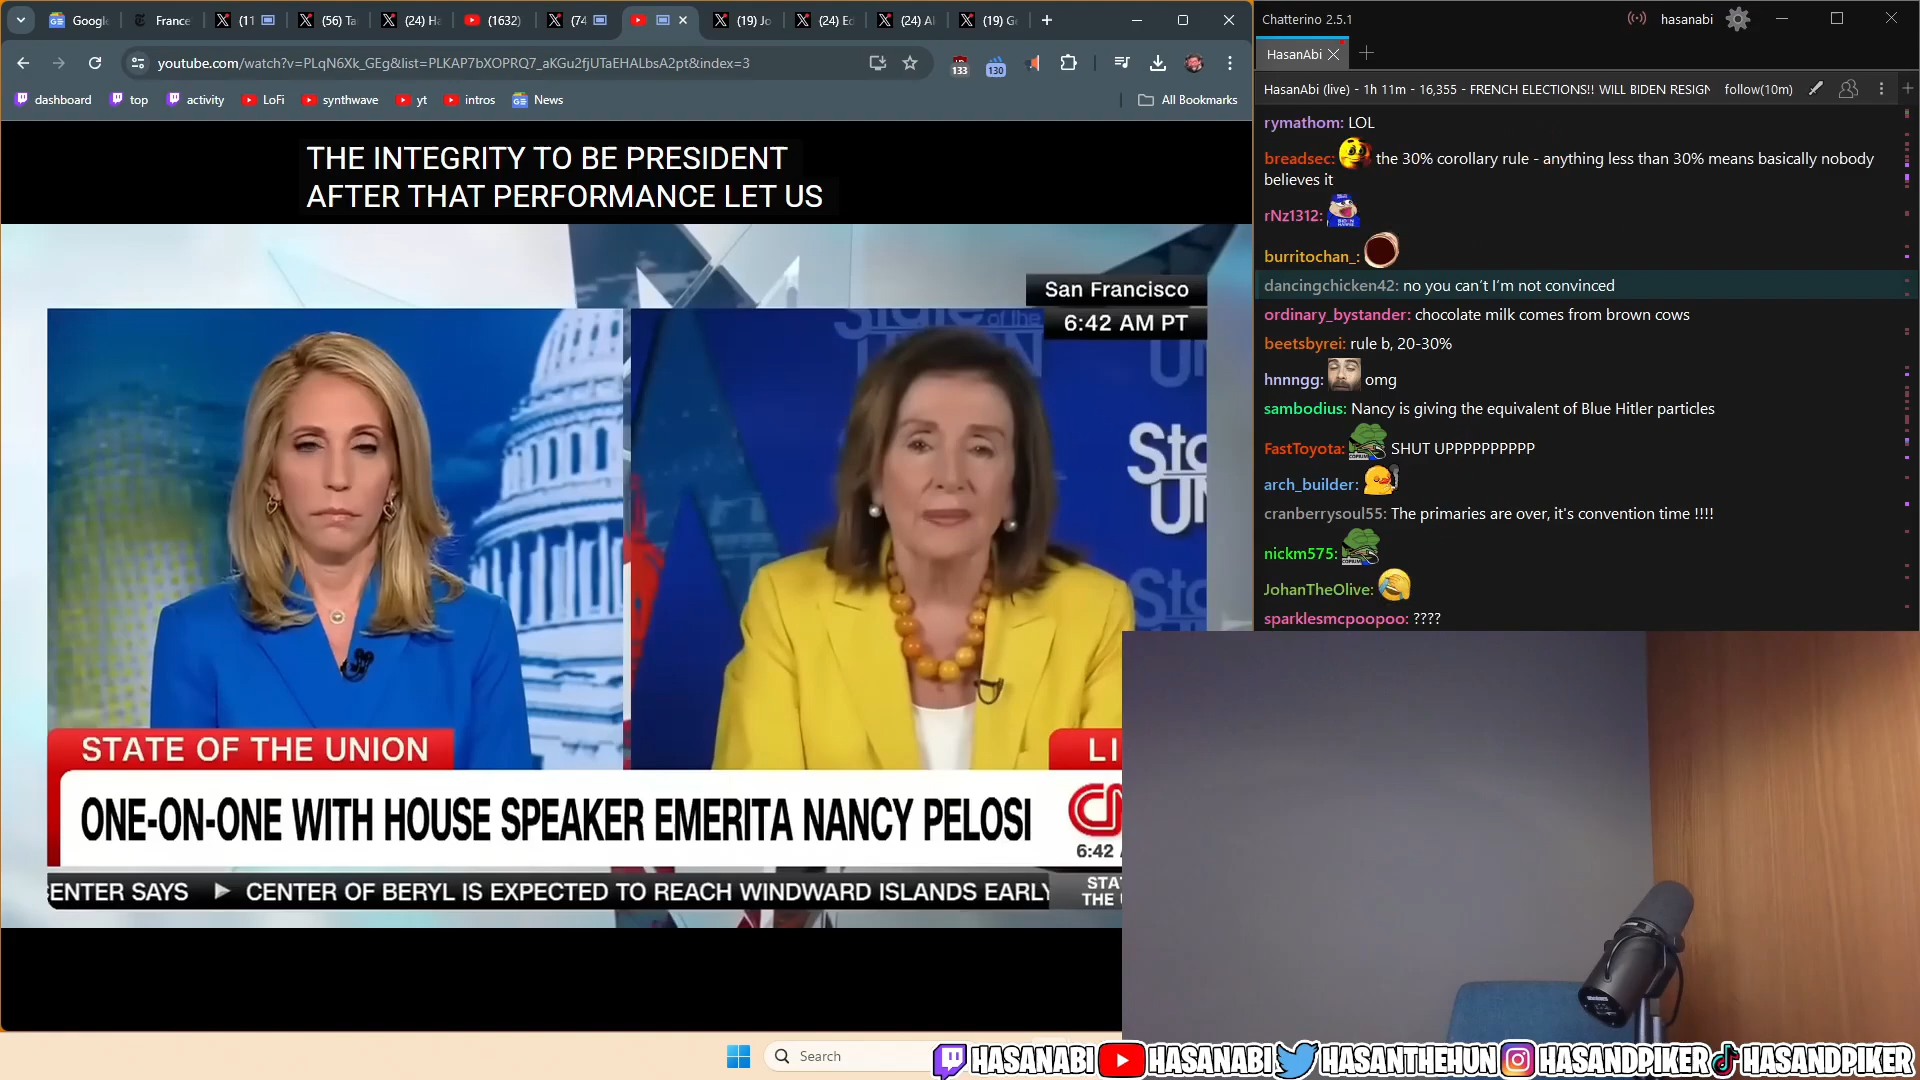 Google
France
(11
(56) Ta
(24) Ha
(1632)
(74
(19) Jo
(24) Ed
(24) Al
(19) Ge
youtube.com/watch?v=PLqN6Xk_GEg&list=PLKAP7bXOPRQ7_aKGu2fjUTaEHALbsA2pt&index=3
133
130
dashboard
top
activity
LoFi
synthwave
yt
intros
News
All Bookmarks
THE INTEGRITY TO BE PRESIDENT
AFTER THAT PERFORMANCE LET US
San Francisco
6:42 AM PT
STATE OF THE UNION
LI
ONE-ON-ONE WITH HOUSE SPEAKER EMERITA NANCY PELOSI
CN
6:42 A
ENTER SAYS ▶ CENTER OF BERYL IS EXPECTED TO REACH WINDWARD ISLANDS EARLY
STA
THE U
Chatterino 2.5.1
hasanabi
HasanAbi
HasanAbi (live) - 1h 11m - 16,355 - FRENCH ELECTIONS!! WILL BIDEN RESIGN
follow(10m)
rymathom: LOL
breadsec: the 30% corollary rule - anything less than 30% means basically nobody
believes it
rNz1312:
burritochan_:
dancingchicken42: no you can't I'm not convinced
ordinary_bystander: chocolate milk comes from brown cows
beetsbyrei: rule b, 20-30%
hnnngg: omg
sambodius: Nancy is giving the equivalent of Blue Hitler particles
FastToyota: SHUT UPPPPPPPPPP
arch_builder:
cranberrysoul55: The primaries are over, it's convention time !!!!
nickm575:
JohanTheOlive:
sparklesmcpoopoo: ????
Search
HASANABI
HASANABI
HASANTHEHUN
HASANDPIKER
HASANDPIKER